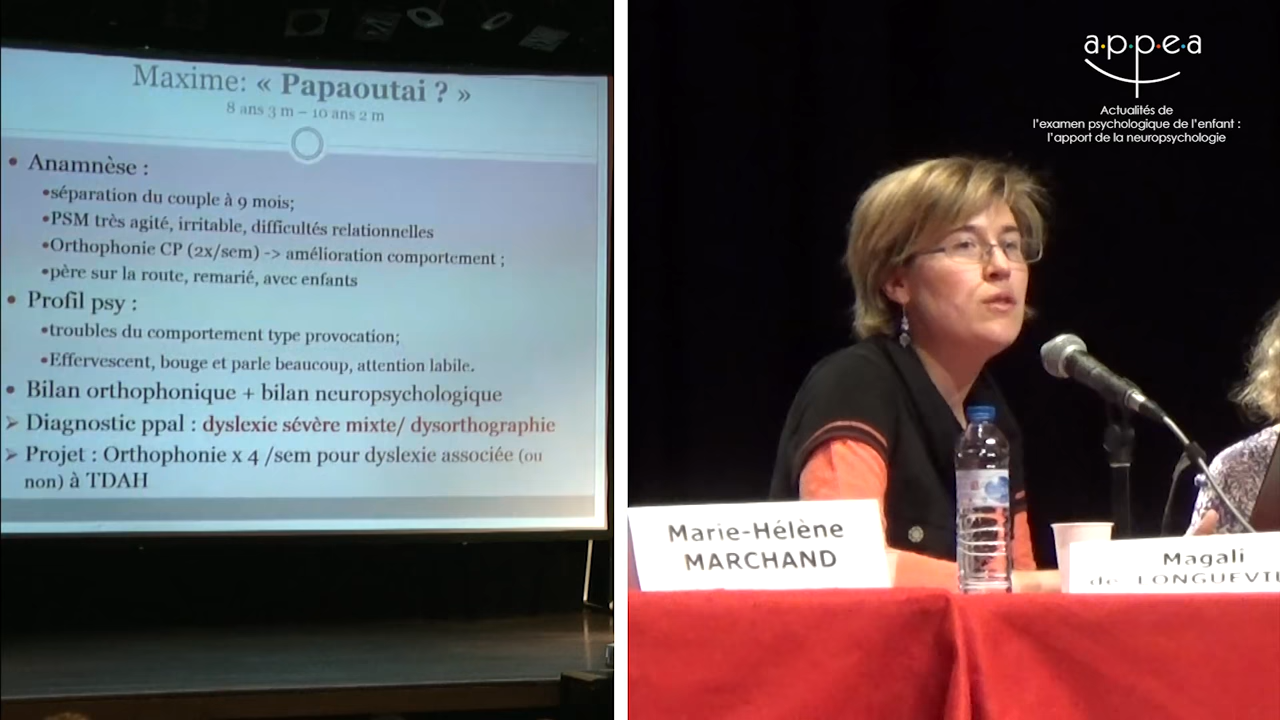 Maxime: « Papaoutai ? »
8 ans 3 m – 10 ans 2 m
• Anamnèse :
•séparation du couple à 9 mois;
•PSM très agité, irritable, difficultés relationnelles
•Orthophonie CP (2x/sem) -> amélioration comportement ;
•père sur la route, remarié, avec enfants
• Profil psy :
•troubles du comportement type provocation;
•Effervescent, bouge et parle beaucoup, attention labile.
• Bilan orthophonique + bilan neuropsychologique
➢ Diagnostic ppal : dyslexie sévère mixte/ dysorthographie
➢ Projet : Orthophonie x 4 /sem pour dyslexie associée (ou
non) à TDAH
a·p·p·e·a
Actualités de
l'examen psychologique de l'enfant :
l'apport de la neuropsychologie
Marie-Hélène
MARCHAND
Magali
de LONGUEVI